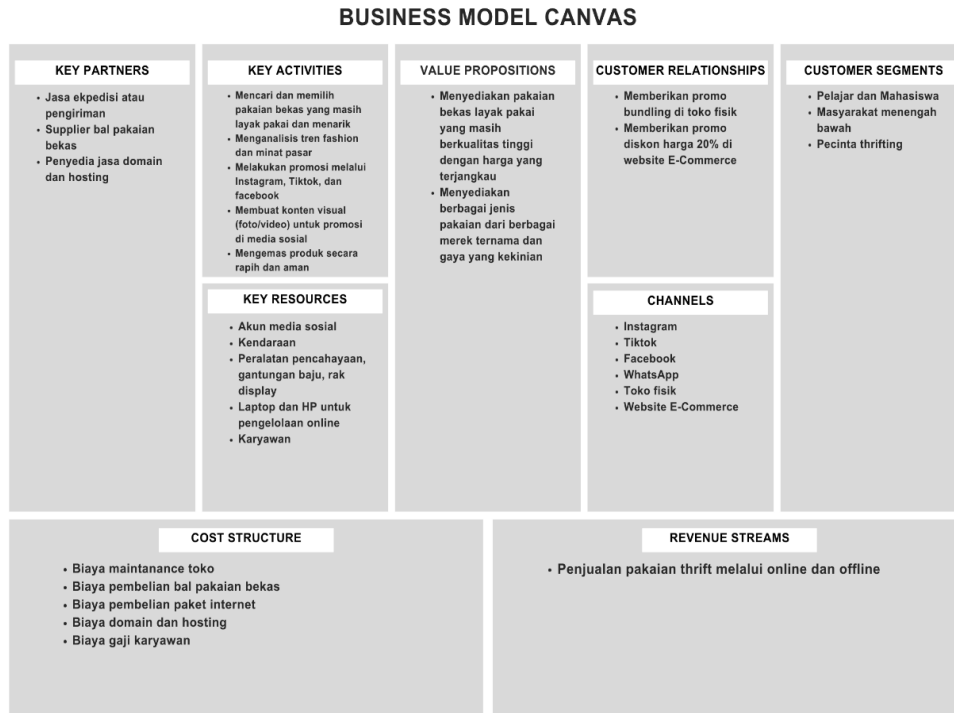 BUSINESS MODEL CANVAS
KEY PARTNERS
• Jasa ekpedisi atau
pengiriman
• Supplier bal pakaian
bekas
• Penyedia jasa domain
dan hosting
KEY ACTIVITIES
• Mencari dan memilih
pakaian bekas yang masih
layak pakai dan menarik
• Menganalisis tren fashion
dan minat pasar
• Melakukan promosi melalui
Instagram, Tiktok, dan
facebook
• Membuat konten visual
(foto/video) untuk promosi
di media sosial
• Mengemas produk secara
rapih dan aman
KEY RESOURCES
• Akun media sosial
• Kendaraan
• Peralatan pencahayaan,
gantungan baju, rak
display
• Laptop dan HP untuk
pengelolaan online
• Karyawan
VALUE PROPOSITIONS
• Menyediakan pakaian
bekas layak pakai
yang masih
berkualitas tinggi
dengan harga yang
terjangkau
• Menyediakan
berbagai jenis
pakaian dari berbagai
merek ternama dan
gaya yang kekinian
CUSTOMER RELATIONSHIPS
• Memberikan promo
bundling di toko fisik
• Memberikan promo
diskon harga 20% di
website E-Commerce
CHANNELS
• Instagram
• Tiktok
• Facebook
• WhatsApp
• Toko fisik
• Website E-Commerce
CUSTOMER SEGMENTS
• Pelajar dan Mahasiswa
• Masyarakat menengah
bawah
• Pecinta thrifting
COST STRUCTURE
• Biaya maintanance toko
• Biaya pembelian bal pakaian bekas
• Biaya pembelian paket internet
• Biaya domain dan hosting
• Biaya gaji karyawan
REVENUE STREAMS
• Penjualan pakaian thrift melalui online dan offline